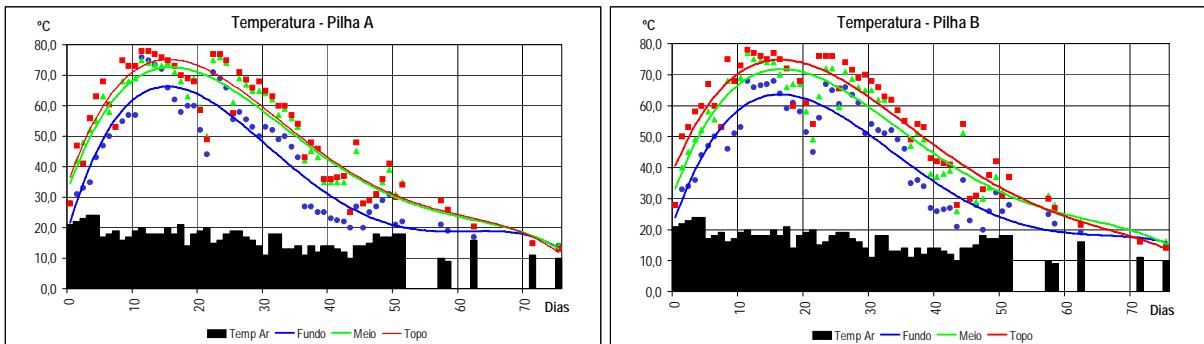 Temperatura - Pilha A
ºC
80,0
70,0
60,0
50,0
40,0
30,0
20,0
10,0
0,0
0 10 20 30 40 50 60 70 Dias
Temp Ar Fundo Meio Topo
Temperatura - Pilha B
ºC
80,0
70,0
60,0
50,0
40,0
30,0
20,0
10,0
0,0
0 10 20 30 40 50 60 70 Dias
Temp Ar Fundo Meio Topo